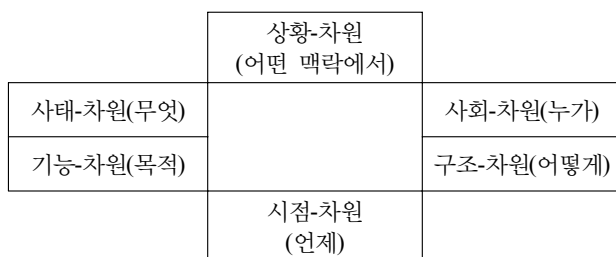 상황-차원
(어떤 맥락에서)
사태-차원(무엇)
사회-차원(누가)
기능-차원(목적)
구조-차원(어떻게)
시점-차원
(언제)